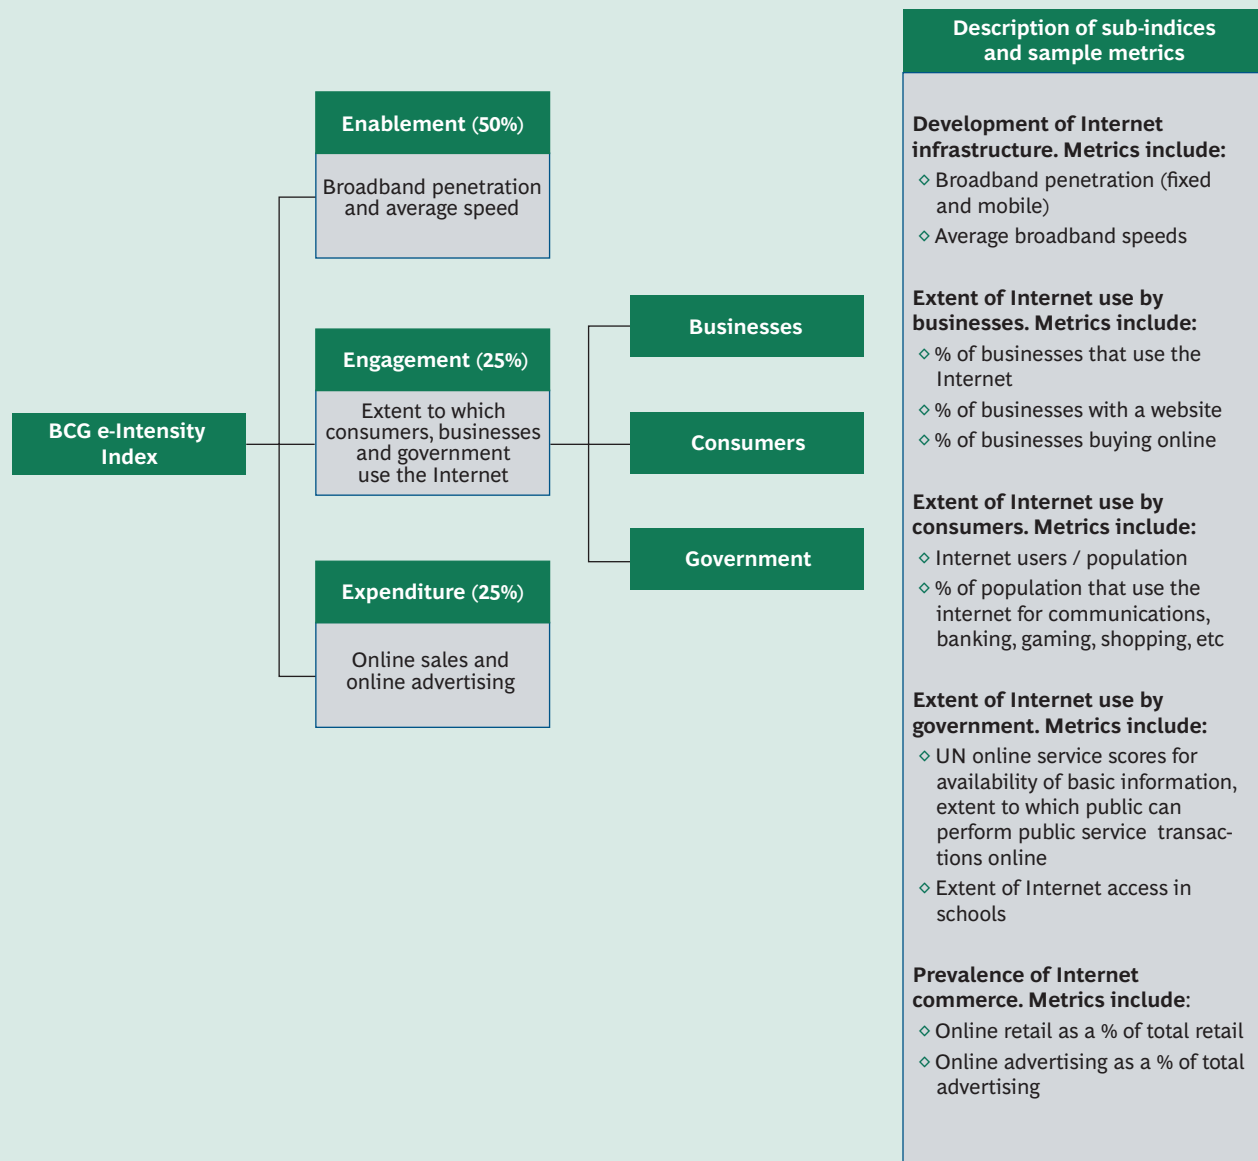 BCG e-Intensity
Index
Enablement (50%)
Broadband penetration
and average speed
Engagement (25%)
Extent to which
consumers, businesses
and government
use the Internet
Expenditure (25%)
Online sales and
online advertising
Businesses
Consumers
Government
Description of sub-indices
and sample metrics
Development of Internet
infrastructure. Metrics include:
◇ Broadband penetration (fixed
and mobile)
◇ Average broadband speeds
Extent of Internet use by
businesses. Metrics include:
◇ % of businesses that use the
Internet
◇ % of businesses with a website
◇ % of businesses buying online
Extent of Internet use by
consumers. Metrics include:
◇ Internet users / population
◇ % of population that use the
internet for communications,
banking, gaming, shopping, etc
Extent of Internet use by
government. Metrics include:
◇ UN online service scores for
availability of basic information,
extent to which public can
perform public service transac-
tions online
◇ Extent of Internet access in
schools
Prevalence of Internet
commerce. Metrics include:
◇ Online retail as a % of total retail
◇ Online advertising as a % of total
advertising